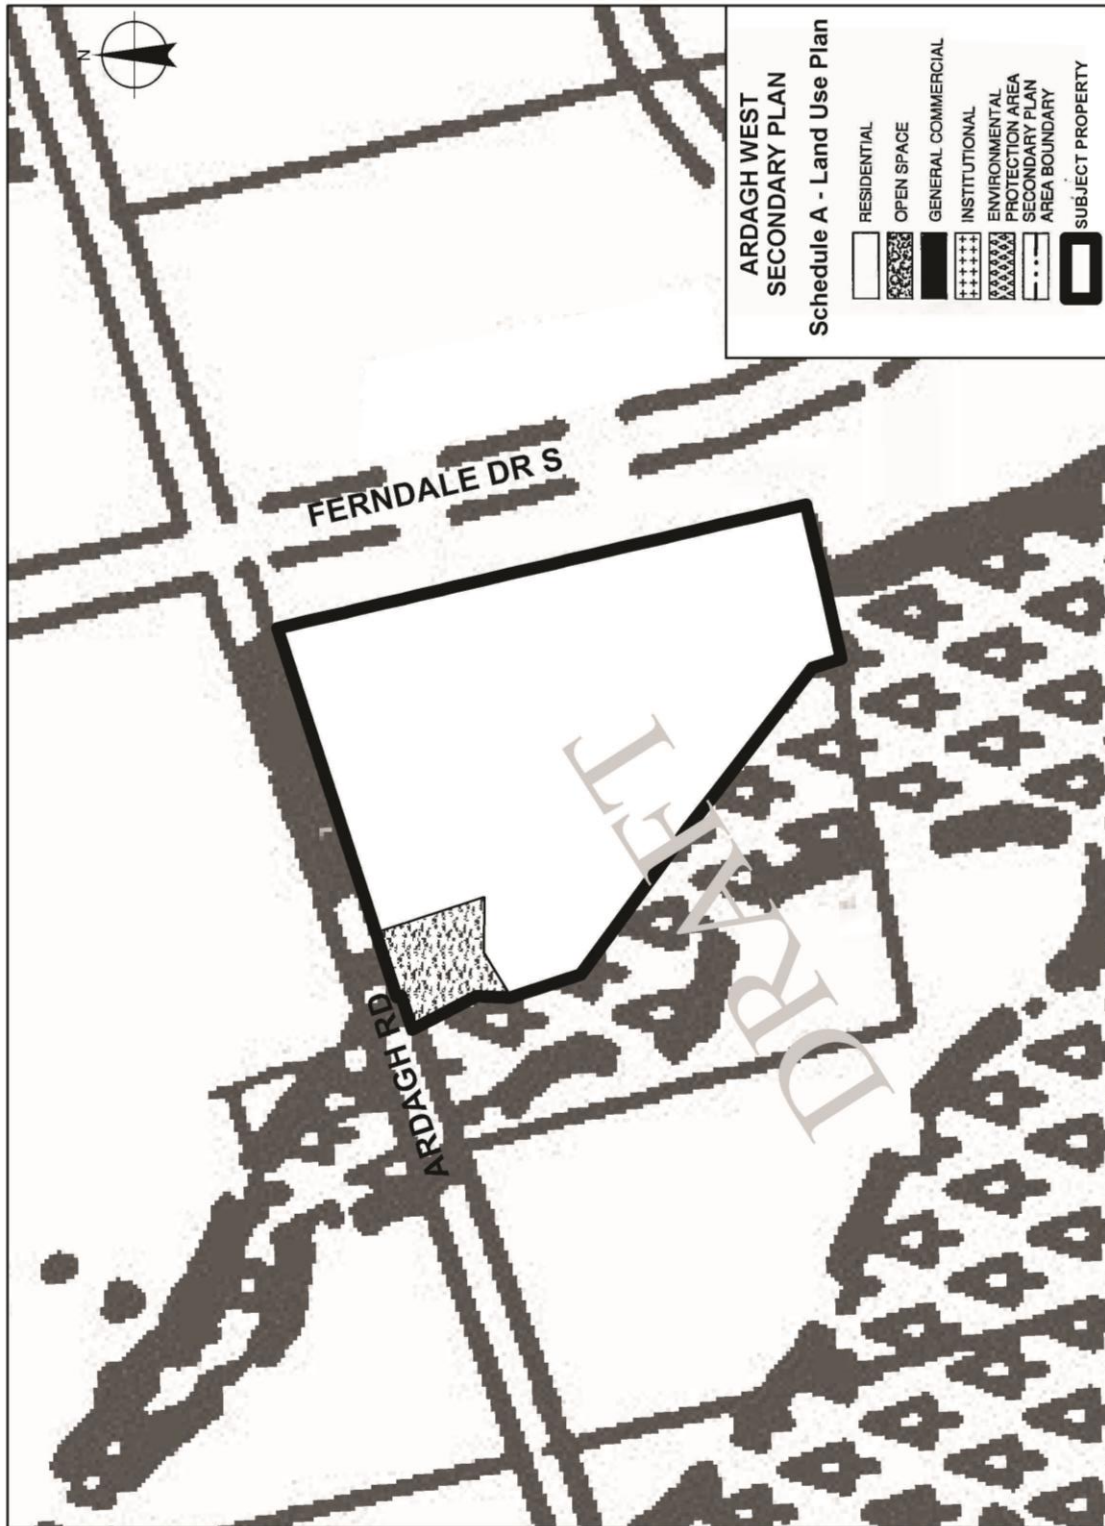 N
ARDAGH WEST
SECONDARY PLAN
Schedule A - Land Use Plan
RESIDENTIAL
OPEN SPACE
GENERAL COMMERCIAL
INSTITUTIONAL
ENVIRONMENTAL
PROTECTION AREA
SECONDARY PLAN
AREA BOUNDARY
SUBJECT PROPERTY
FERNDALE DR S
ARDAGH RD
DRAFT